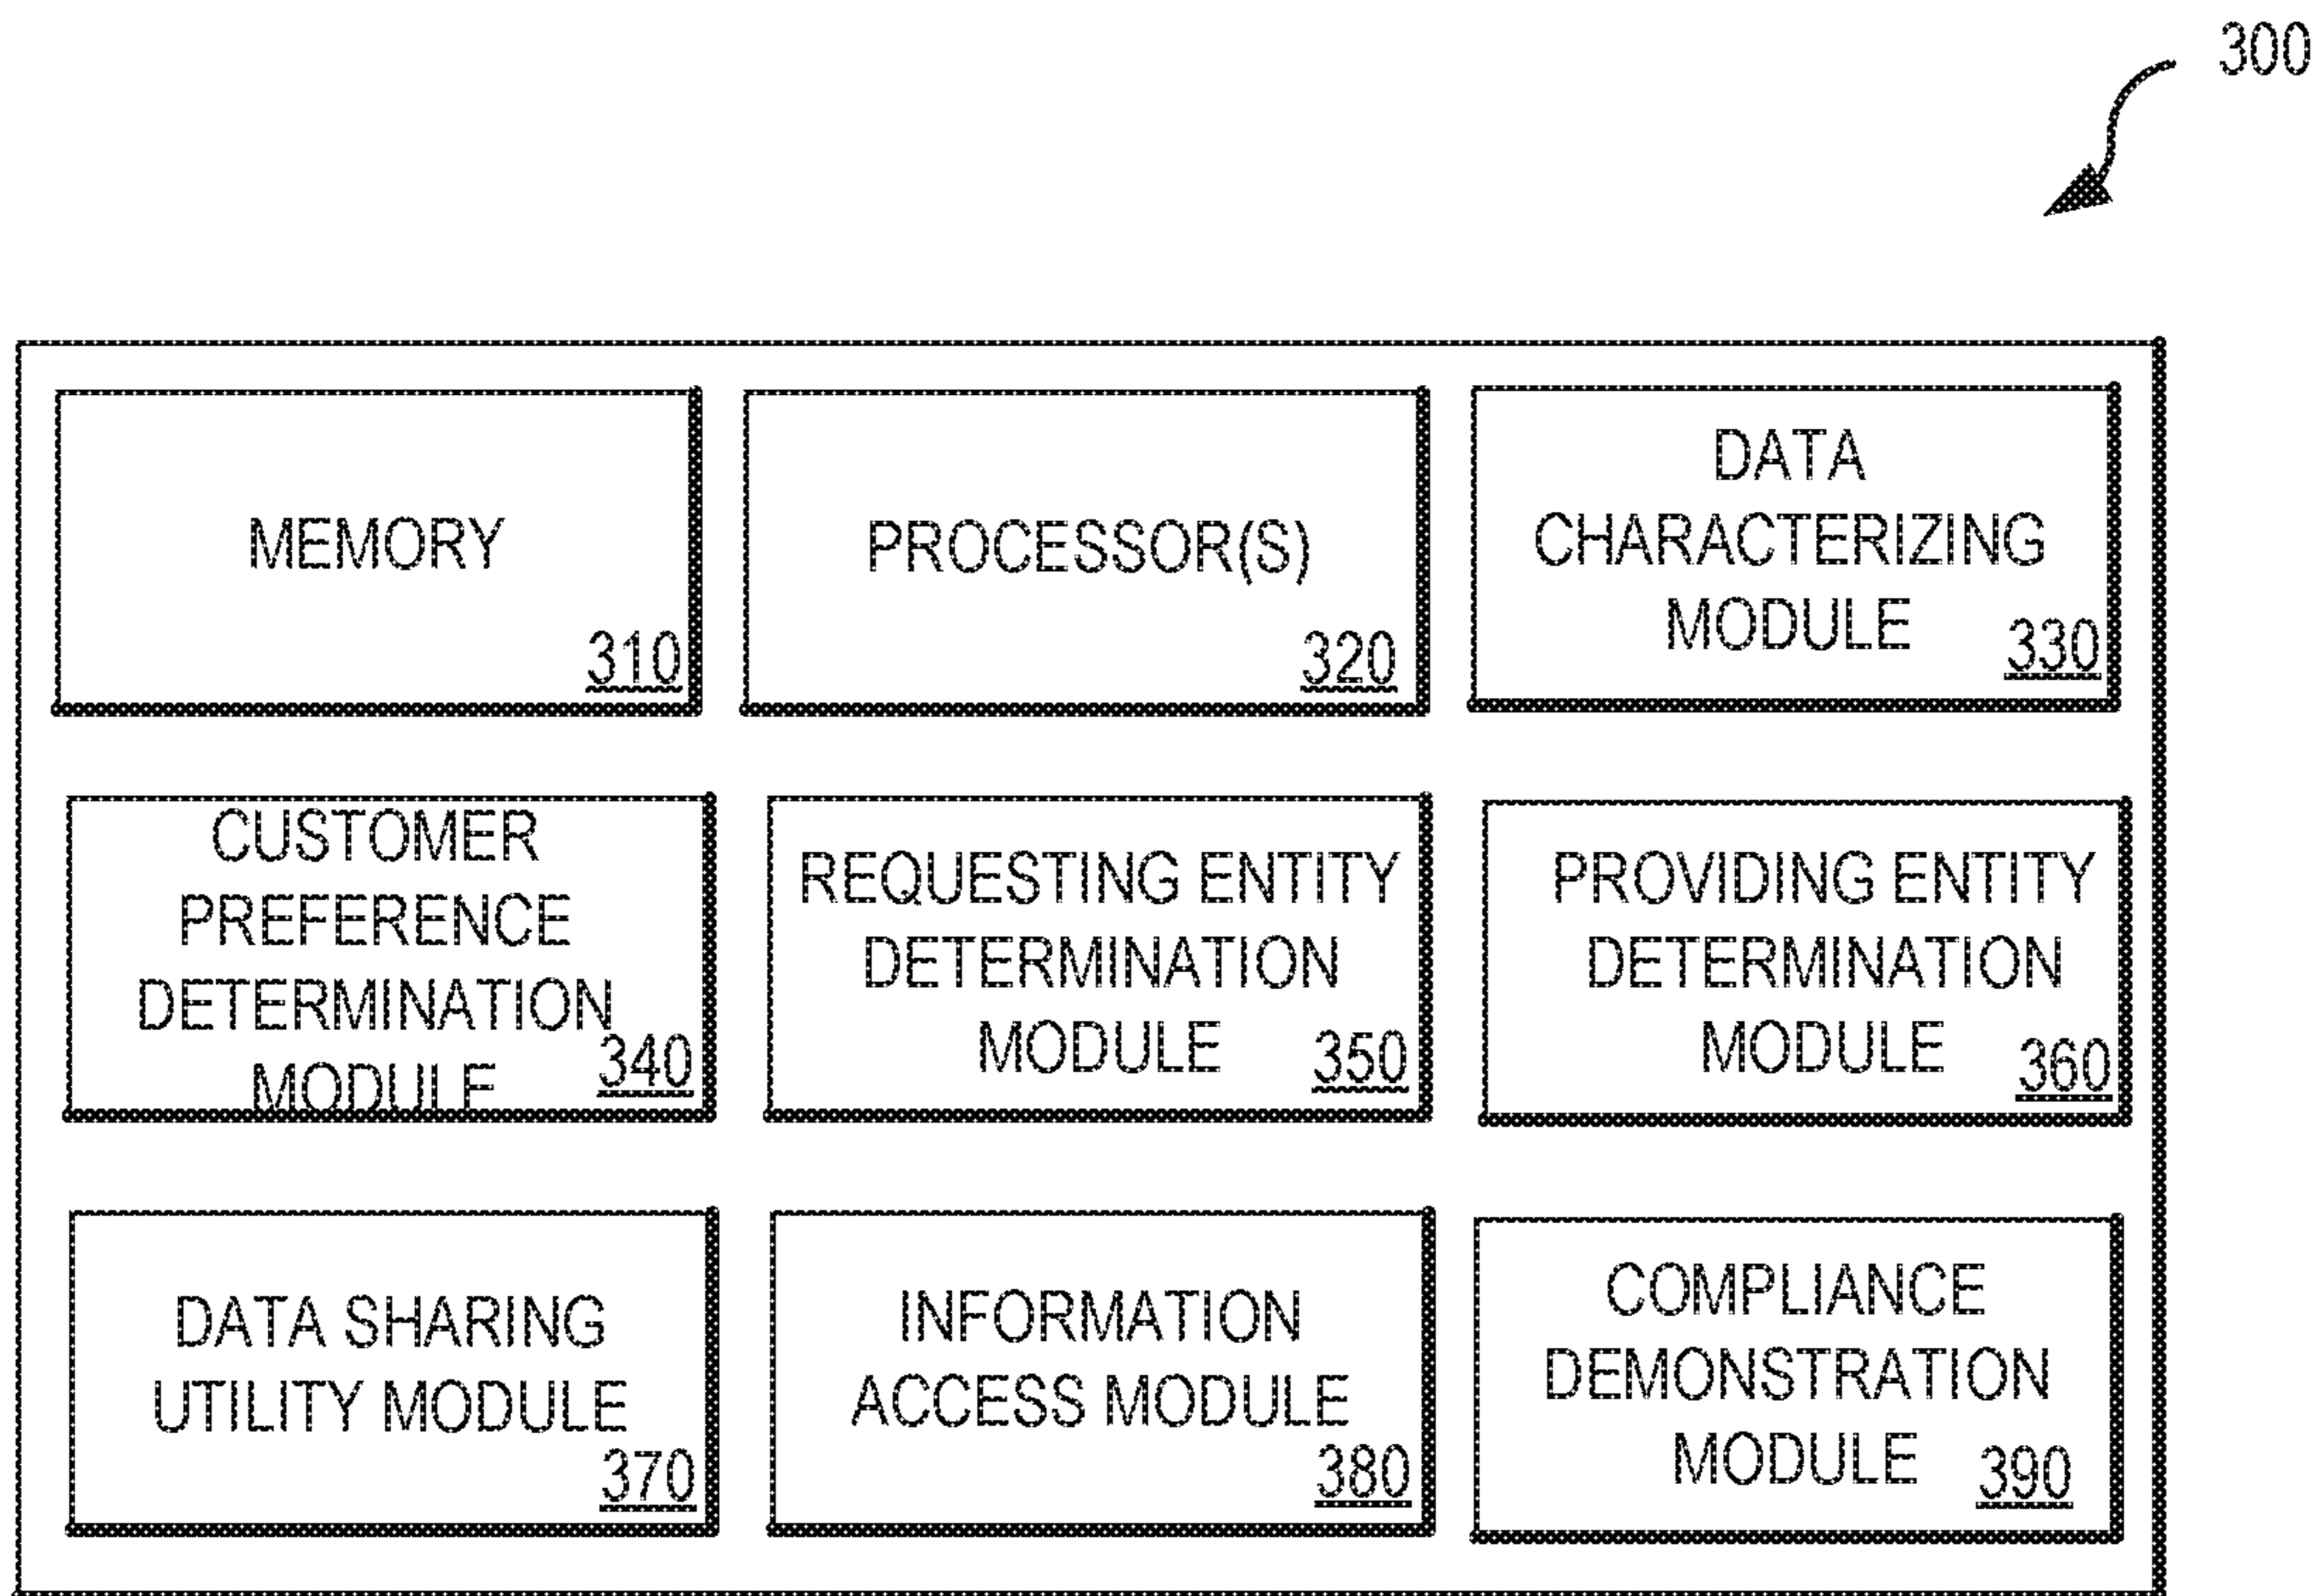 300
MEMORY
310
PROCESSOR(S)
320
DATA
CHARACTERIZING
MODULE
330
CUSTOMER
PREFERENCE
DETERMINATION
MODULE
340
REQUESTING ENTITY
DETERMINATION
MODULE
350
PROVIDING ENTITY
DETERMINATION
MODULE
360
DATA SHARING
UTILITY MODULE
370
INFORMATION
ACCESS MODULE
380
COMPLIANCE
DEMONSTRATION
MODULE
390